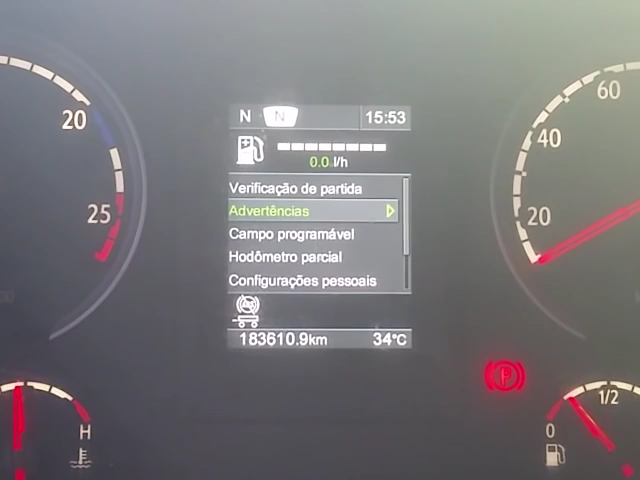 N N 15:53
0.0 l/h
Verificação de partida
Advertências
Campo programável
Hodômetro parcial
Configurações pessoais
ABS
183610.9km 34°C
20
25
H
60
40
20
P
1/2
0